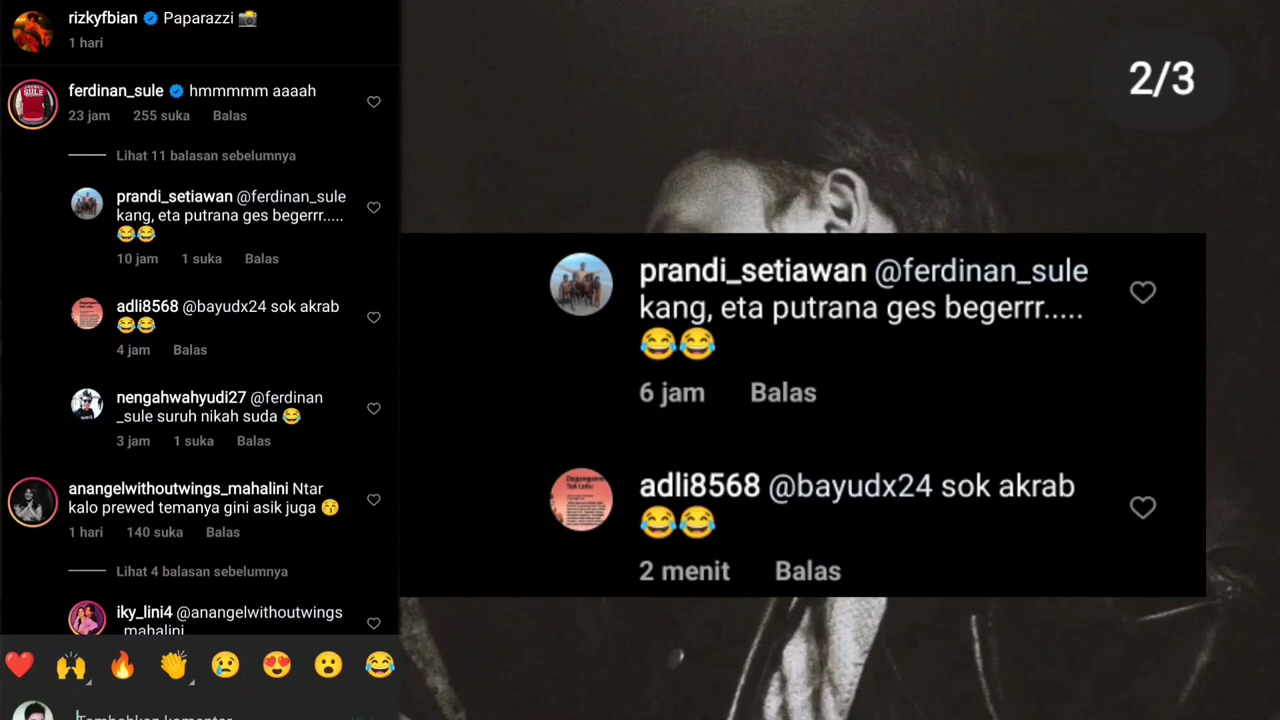 rizkyfbian Paparazzi 📸
1 hari
ferdinan_sule hmmmmm aaaah
23 jam 255 suka Balas
Lihat 11 balasan sebelumnya
prandi_setiawan @ferdinan_sule
kang, eta putrana ges begerrr.....
😂😂
10 jam 1 suka Balas
adli8568 @bayudx24 sok akrab
😂😂
4 jam Balas
nengahwahyudi27 @ferdinan
_sule suruh nikah suda 😂
3 jam 1 suka Balas
anangelwithoutwings_mahalini Ntar
kalo prewed temanya gini asik juga 😚
1 hari 140 suka Balas
Lihat 4 balasan sebelumnya
iky_lini4 @anangelwithoutwings
_mahalini
❤️ 🙌 🔥 👏 😢 😍 😮 😂
Tambahkan komentar
2/3
prandi_setiawan @ferdinan_sule
kang, eta putrana ges begerrr.....
😂😂
6 jam Balas
adli8568 @bayudx24 sok akrab
😂😂
2 menit Balas